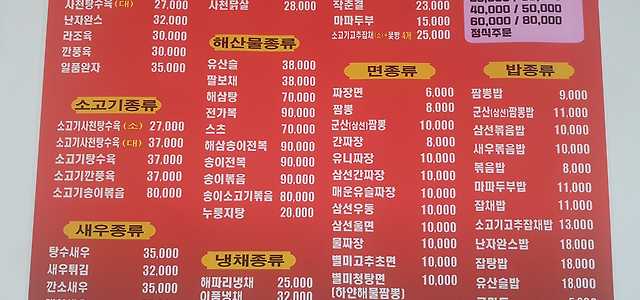 사천탕수육(대) 27,000
난자완스 32,000
라조육 30,000
깐풍육 30,000
일품완자 35,000
소고기종류
소고기사천탕수육(소) 27,000
소고기사천탕수육(대) 37,000
소고기탕수육 37,000
소고기깐풍육 37,000
소고기송이볶음 80,000
새우종류
탕수새우 35,000
새우튀김 32,000
깐소새우 35,000
사천닭살 28,000
해산물종류
유산슬 38,000
팔보채 38,000
해삼탕 70,000
전가복 90,000
스츠 70,000
해삼송이전복 90,000
송이전복 90,000
송이볶음 90,000
송이소고기볶음 80,000
누룽지탕 20,000
냉채종류
해파리냉채 25,000
이품냉채 32,000
작춘결 23,000
마파두부 15,000
소고기고추잡채(소)+꽃빵4개 25,000
면종류
짜장면 6,000
짬뽕 8,000
군산(삼선)짬뽕 10,000
간짜장 8,000
유니짜장 10,000
삼선간짜장 10,000
매운유슬짜장 10,000
삼선우동 10,000
삼선울면 10,000
물짜장 10,000
별미고추초면 10,000
별미청탕면 10,000
(하얀해물짬뽕)
40,000 / 50,000
60,000 / 80,000
점식주문
밥종류
짬뽕밥 9,000
군산(삼선)짬뽕밥 11,000
삼선볶음밥 10,000
새우볶음밥 10,000
볶음밥 8,000
마파두부밥 11,000
잡채밥 11,000
소고기고추잡채밥 13,000
난자완스밥 18,000
잡탕밥 18,000
유산슬밥 18,000